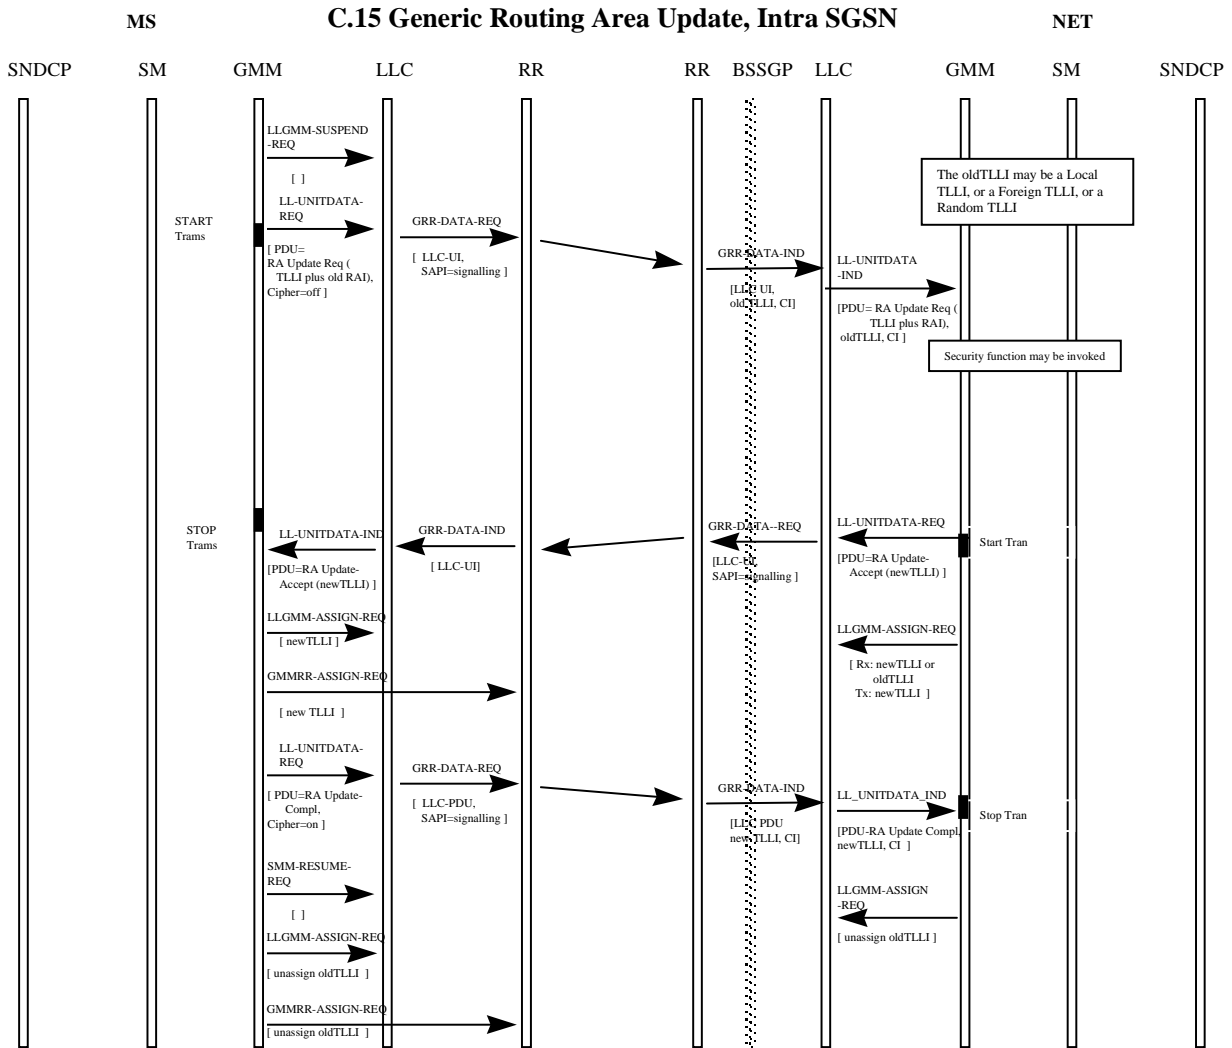 C.15 Generic Routing Area Update, Intra SGSN
MS
NET
SNDCP
SM
GMM
LLC
RR
RR
BSSGP
LLC
GMM
SM
SNDCP
LLGMM-SUSPEND
-REQ
[ ]
The oldTLLI may be a Local
TLLI, or a Foreign TLLI, or a
Random TLLI
START
Trams
LL-UNITDATA-
REQ
[ PDU=
RA Update Req (
TLLI plus old RAI),
Cipher=off ]
GRR-DATA-REQ
[ LLC-UI,
SAPI=signalling ]
GRR-DATA-IND
[LLC UI,
old TLLI, CI]
LL-UNITDATA
-IND
[PDU= RA Update Req (
TLLI plus RAI),
oldTLLI, CI ]
Security function may be invoked
STOP
Trams
LL-UNITDATA-IND
[PDU=RA Update-
Accept (newTLLI) ]
GRR-DATA-IND
[ LLC-UI]
GRR-DATA--REQ
[LLC-UI,
SAPI=signalling ]
LL-UNITDATA-REQ
[PDU=RA Update-
Accept (newTLLI) ]
Start Tran
LLGMM-ASSIGN-REQ
[ newTLLI ]
LLGMM-ASSIGN-REQ
[ Rx: newTLLI or
oldTLLI
Tx: newTLLI ]
GMMRR-ASSIGN-REQ
[ new TLLI ]
LL-UNITDATA-
REQ
[ PDU=RA Update-
Compl,
Cipher=on ]
GRR-DATA-REQ
[ LLC-PDU,
SAPI=signalling ]
GRR-DATA-IND
[LLC PDU
new TLLI, CI]
LL_UNITDATA_IND
[PDU-RA Update Compl,
newTLLI, CI ]
Stop Tran
SMM-RESUME-
REQ
[ ]
LLGMM-ASSIGN
-REQ
[ unassign oldTLLI ]
LLGMM-ASSIGN-REQ
[ unassign oldTLLI ]
GMMRR-ASSIGN-REQ
[ unassign oldTLLI ]